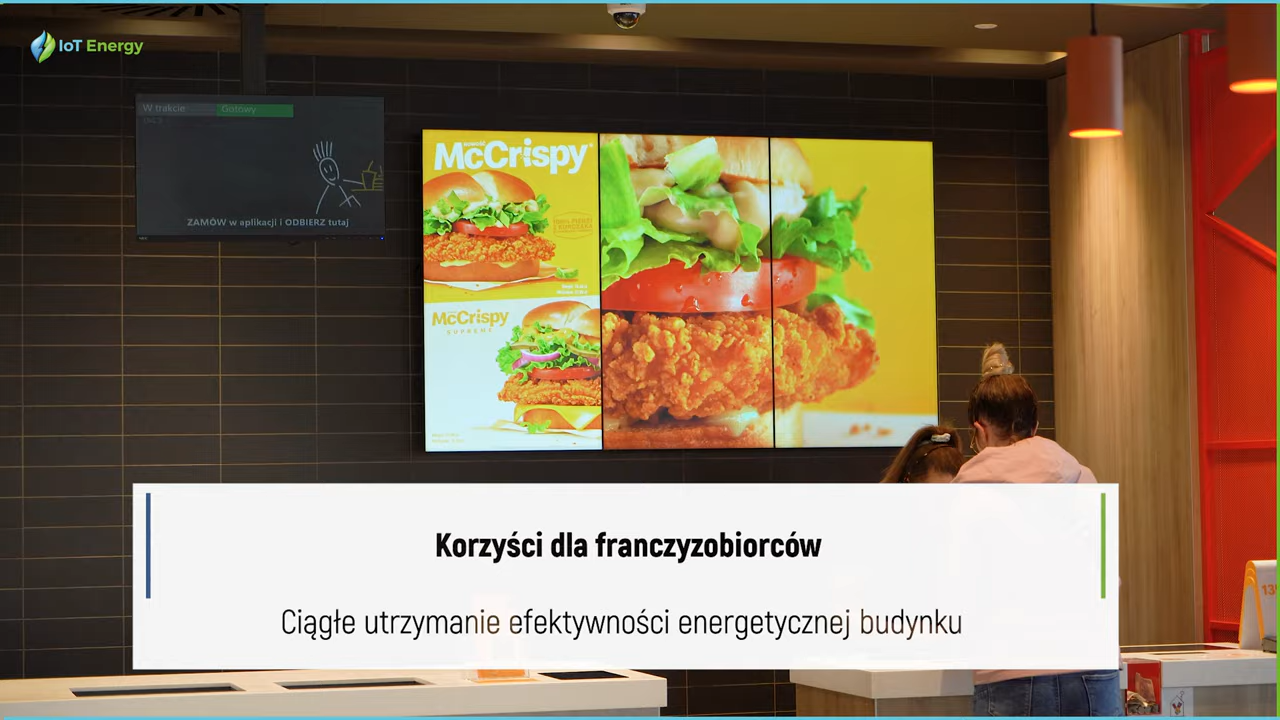 IoT Energy
W trakcie
Gotowy
ZAMÓW w aplikacji i ODBIERZ tutaj
NOWOŚĆ
McCrispy
McCrispy
SUPREME
Korzyści dla franczyzobiorców
Ciągłe utrzymanie efektywności energetycznej budynku